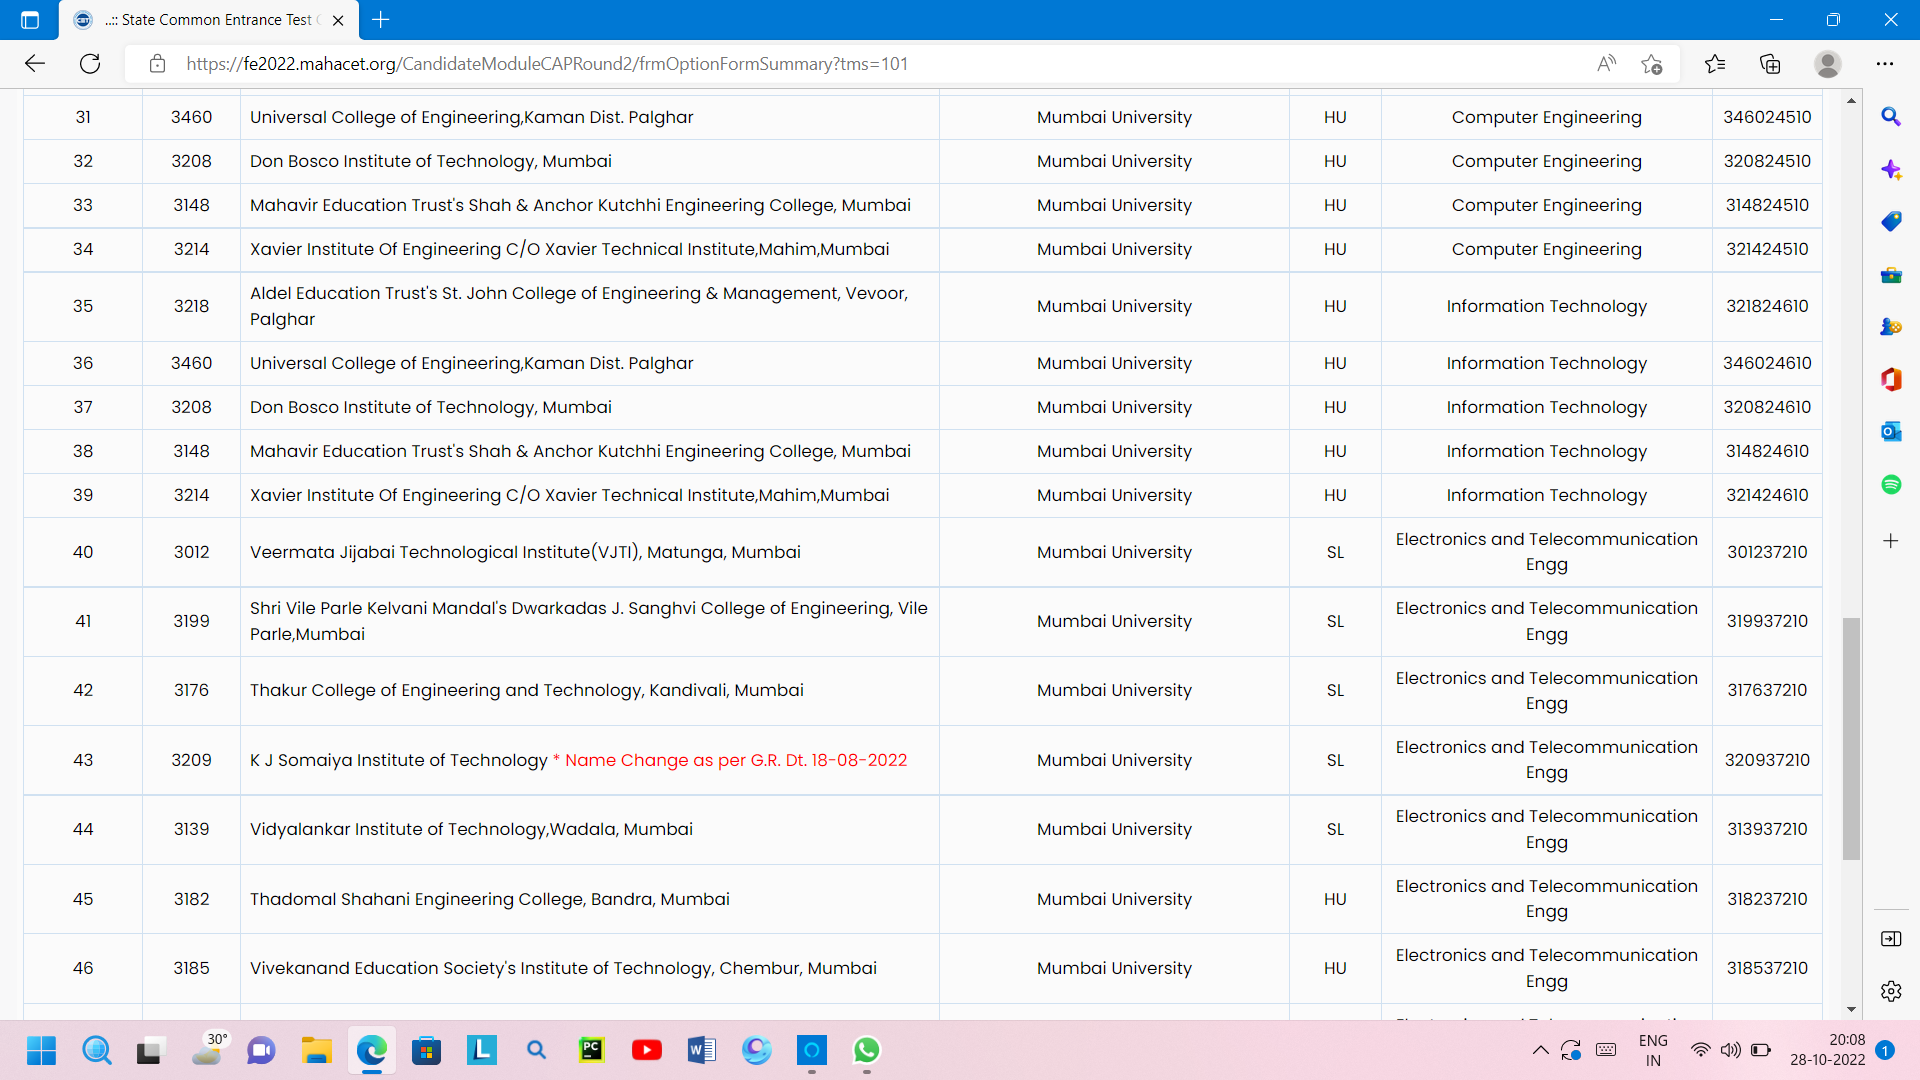 ..:: State Common Entrance Test C
https://fe2022.mahacet.org/CandidateModuleCAPRound2/frmOptionFormSummary?tms=101
31 3460 Universal College of Engineering,Kaman Dist. Palghar Mumbai University HU Computer Engineering 346024510
32 3208 Don Bosco Institute of Technology, Mumbai Mumbai University HU Computer Engineering 320824510
33 3148 Mahavir Education Trust's Shah & Anchor Kutchhi Engineering College, Mumbai Mumbai University HU Computer Engineering 314824510
34 3214 Xavier Institute Of Engineering C/O Xavier Technical Institute,Mahim,Mumbai Mumbai University HU Computer Engineering 321424510
35 3218 Aldel Education Trust's St. John College of Engineering & Management, Vevoor,
Palghar Mumbai University HU Information Technology 321824610
36 3460 Universal College of Engineering,Kaman Dist. Palghar Mumbai University HU Information Technology 346024610
37 3208 Don Bosco Institute of Technology, Mumbai Mumbai University HU Information Technology 320824610
38 3148 Mahavir Education Trust's Shah & Anchor Kutchhi Engineering College, Mumbai Mumbai University HU Information Technology 314824610
39 3214 Xavier Institute Of Engineering C/O Xavier Technical Institute,Mahim,Mumbai Mumbai University HU Information Technology 321424610
40 3012 Veermata Jijabai Technological Institute(VJTI), Matunga, Mumbai Mumbai University SL Electronics and Telecommunication
Engg 301237210
41 3199 Shri Vile Parle Kelvani Mandal's Dwarkadas J. Sanghvi College of Engineering, Vile
Parle,Mumbai Mumbai University SL Electronics and Telecommunication
Engg 319937210
42 3176 Thakur College of Engineering and Technology, Kandivali, Mumbai Mumbai University SL Electronics and Telecommunication
Engg 317637210
43 3209 K J Somaiya Institute of Technology * Name Change as per G.R. Dt. 18-08-2022 Mumbai University SL Electronics and Telecommunication
Engg 320937210
44 3139 Vidyalankar Institute of Technology,Wadala, Mumbai Mumbai University SL Electronics and Telecommunication
Engg 313937210
45 3182 Thadomal Shahani Engineering College, Bandra, Mumbai Mumbai University HU Electronics and Telecommunication
Engg 318237210
46 3185 Vivekanand Education Society's Institute of Technology, Chembur, Mumbai Mumbai University HU Electronics and Telecommunication
Engg 318537210
30°
ENG
IN
20:08
28-10-2022
1